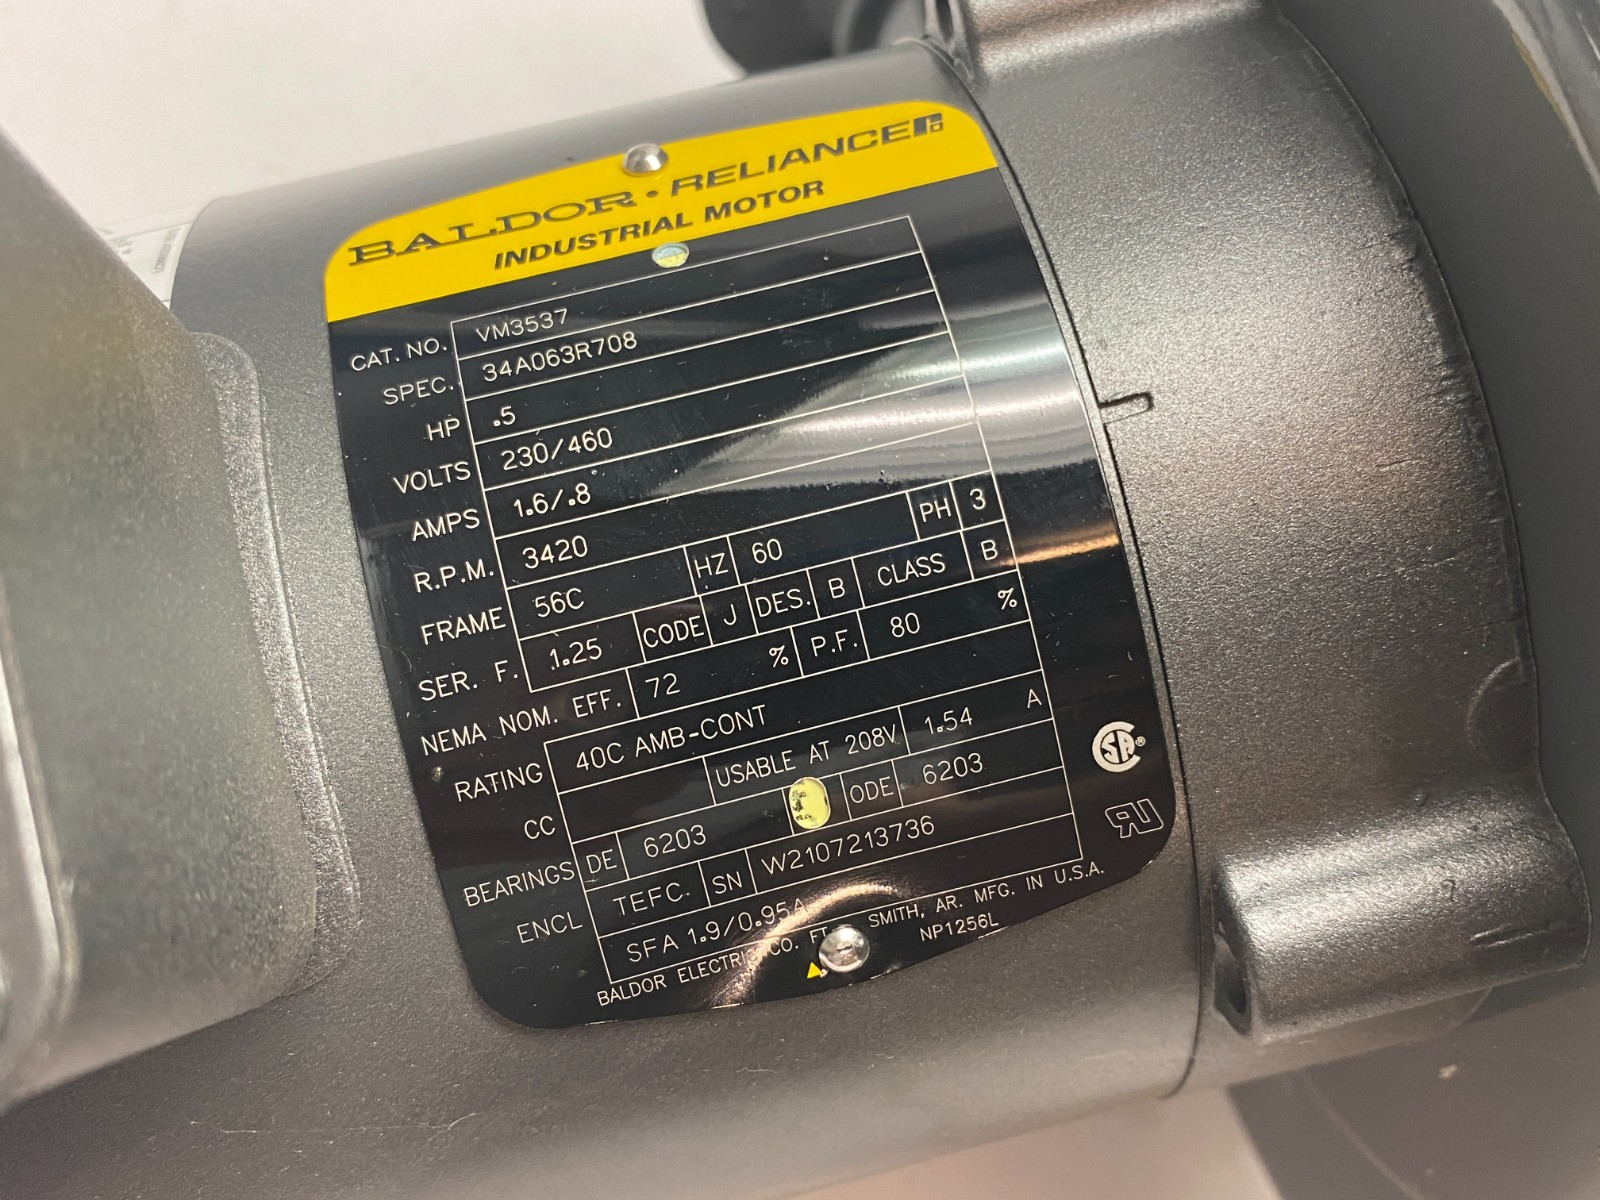 BALDOR • RELIANCE
INDUSTRIAL MOTOR
CAT. NO. VM3537
SPEC. 34A063R708
HP .5
VOLTS 230/460
AMPS 1.6/.8
R.P.M. 3420
FRAME 56C HZ 60 PH 3
SER. F. 1.25 CODE J DES. B CLASS B
NEMA NOM. EFF. 72 % P.F. 80 %
RATING 40C AMB-CONT
CC USABLE AT 208V 1.54 A
BEARINGS DE 6203 ODE 6203
ENCL TEFC. SN W2107213736
SFA 1.9/0.95A
BALDOR ELECTRIC CO. FT. SMITH, AR. MFG. IN U.S.A.
NP1256L
SA®
RU